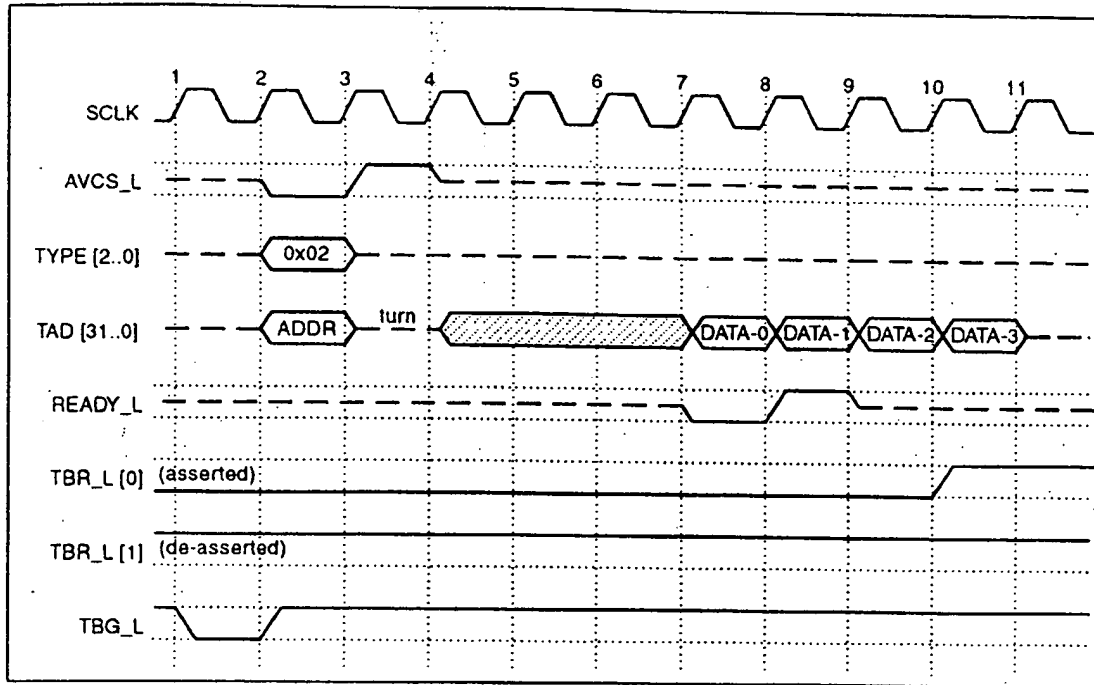 1 2 3 4 5 6 7 8 9 10 11
SCLK
AVCS_L
TYPE [2..0] 0x02
TAD [31..0] ADDR turn DATA-0 DATA-1 DATA-2 DATA-3
READY_L
TBR_L [0] (asserted)
TBR_L [1] (de-asserted)
TBG_L